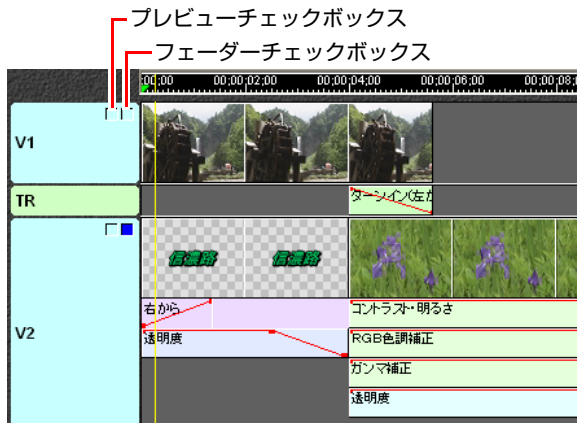 プレビューチェックボックス
フェーダーチェックボックス
:00;00 00;00;02;00 00;00;04;00 00;00;06;00 00;00;08;
V1
TR
ターンイン(左か
V2
信濃路 信濃路
右から
コントラスト・明るさ
透明度
RGB色調補正
ガンマ補正
透明度